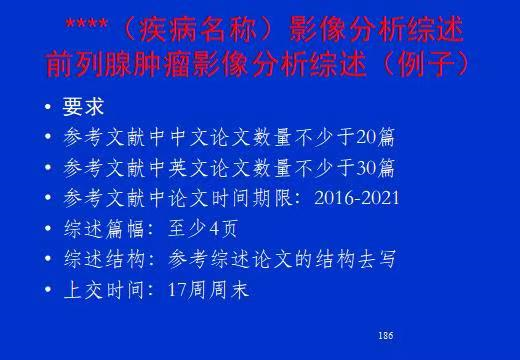 ****（疾病名称）影像分析综述
前列腺肿瘤影像分析综述（例子）
• 要求
• 参考文献中中文论文数量不少于20篇
• 参考文献中英文论文数量不少于30篇
• 参考文献中论文时间期限：2016-2021
• 综述篇幅：至少4页
• 综述结构：参考综述论文的结构去写
• 上交时间：17周周末
186